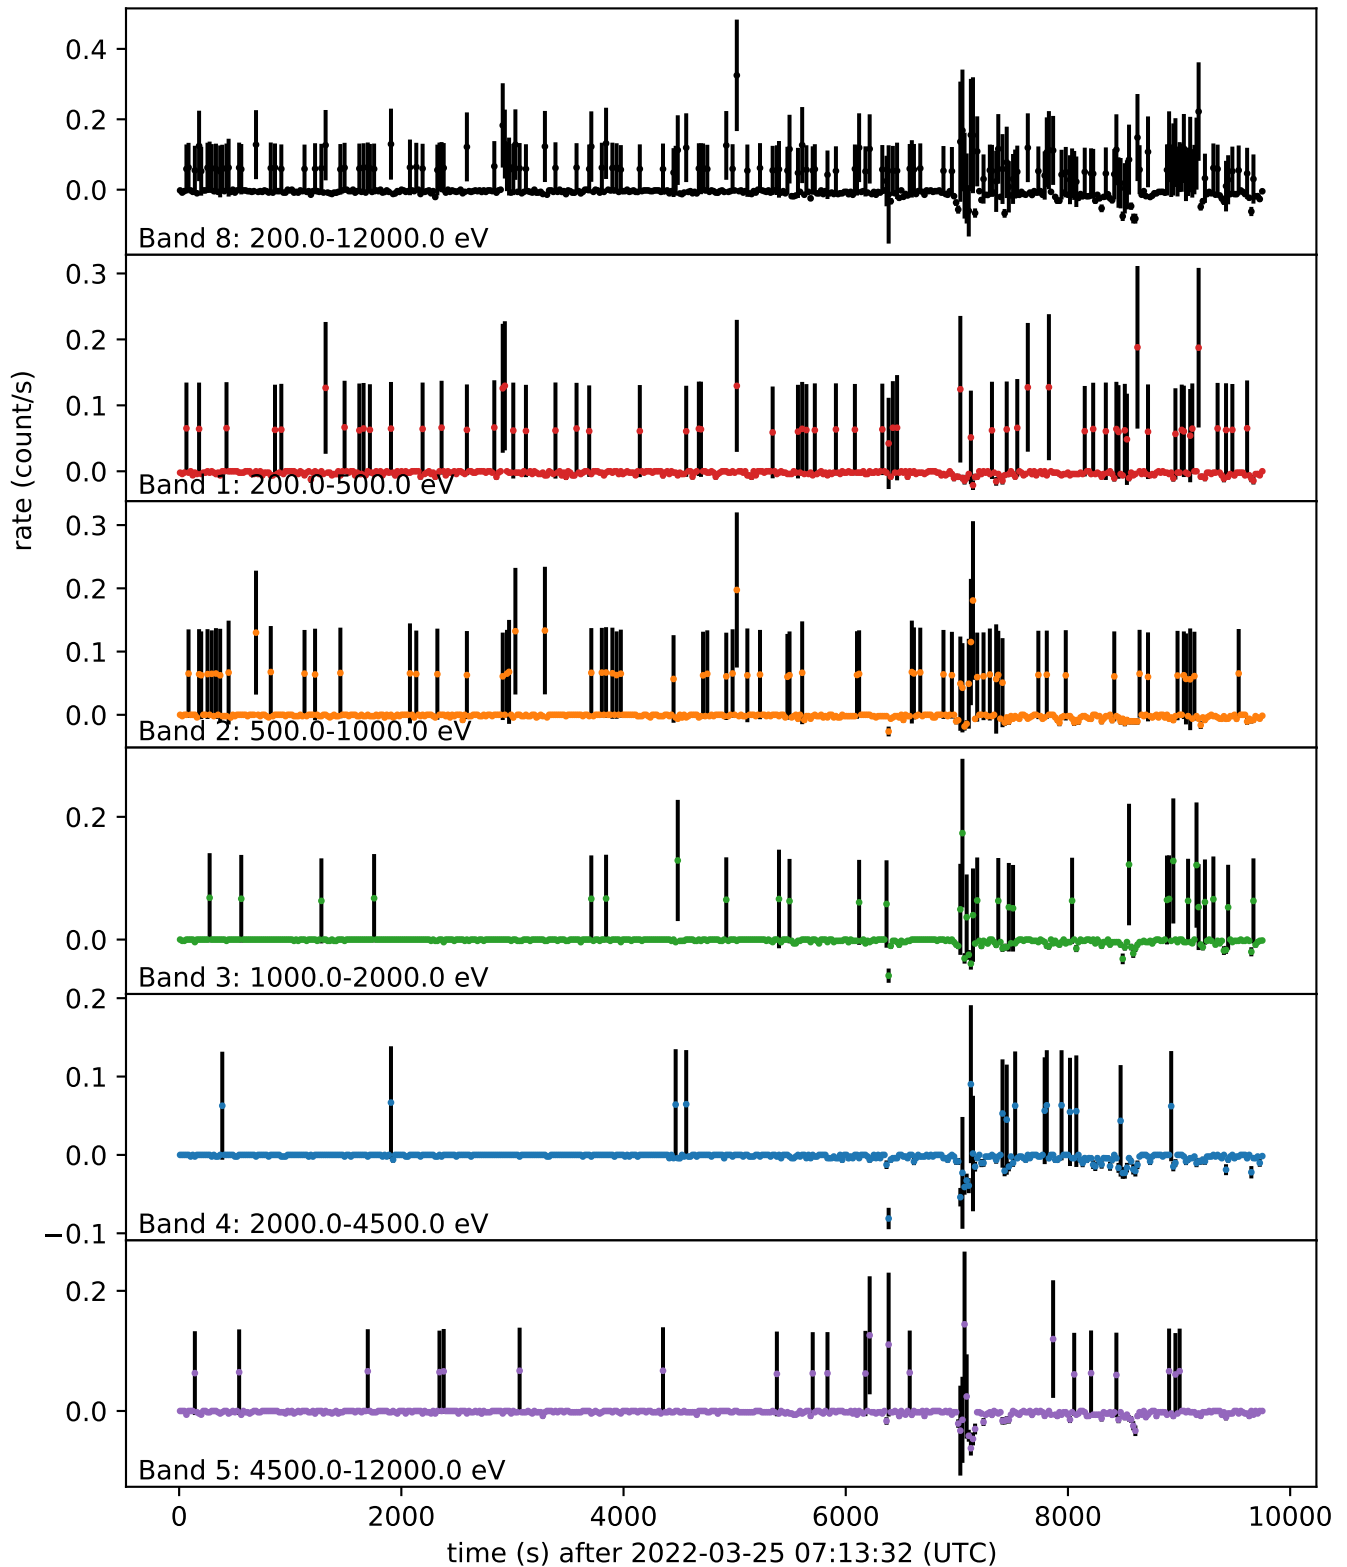 0.4
0.2
0.0
Band 8: 200.0-12000.0 eV
0.3
0.2
0.1
0.0
Band 1: 200.0-500.0 eV
rate (count/s)
0.3
0.2
0.1
0.0
Band 2: 500.0-1000.0 eV
0.2
0.0
Band 3: 1000.0-2000.0 eV
0.2
0.1
0.0
−0.1
Band 4: 2000.0-4500.0 eV
0.2
0.0
Band 5: 4500.0-12000.0 eV
0 2000 4000 6000 8000 10000
time (s) after 2022-03-25 07:13:32 (UTC)